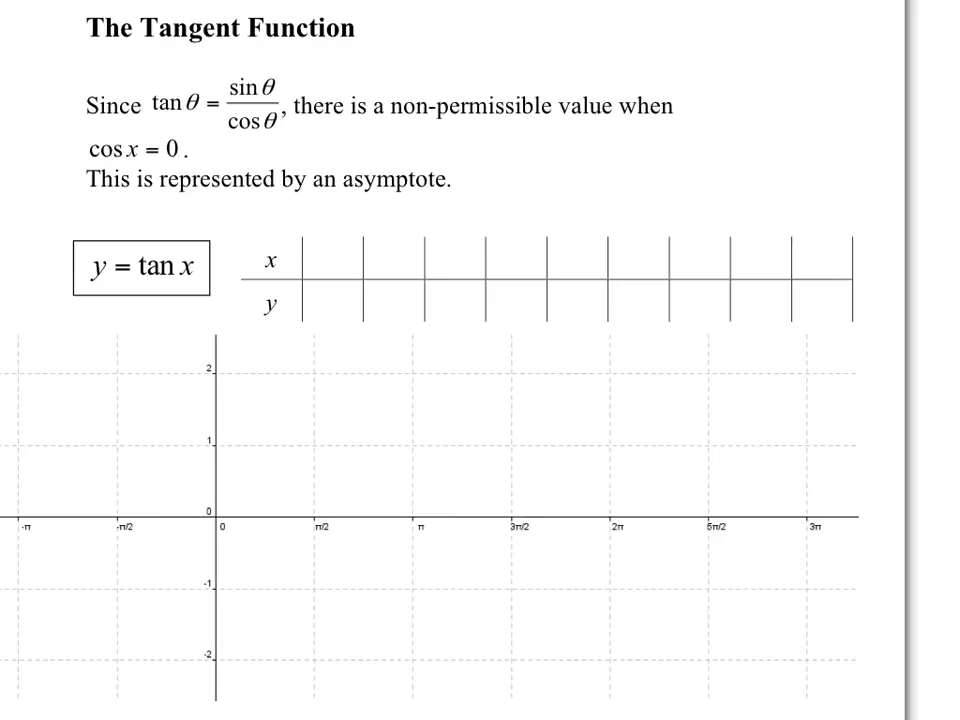 The Tangent Function
Since tan θ = sin θ / cos θ, there is a non-permissible value when
cos x = 0.
This is represented by an asymptote.
y = tan x
x
y
2
1
0
-π -π/2 0 π/2 π 3π/2 2π 5π/2 3π
-1
-2